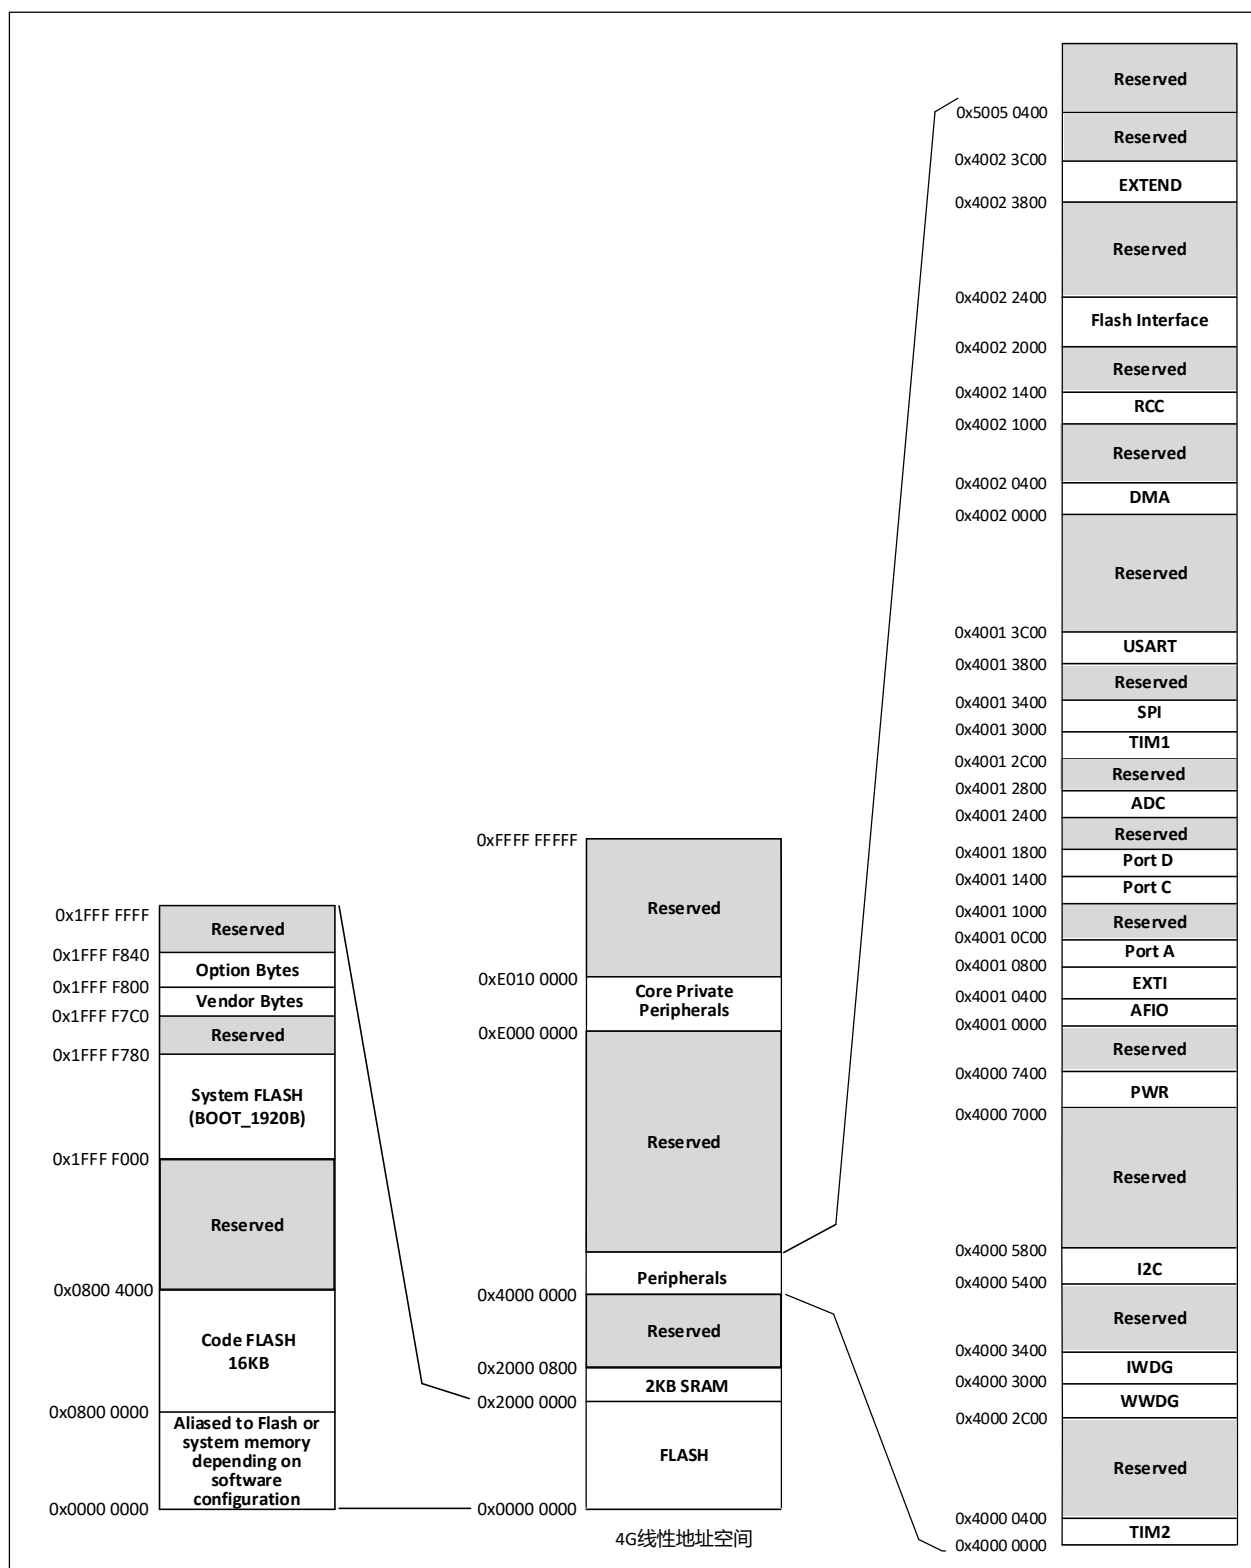 0x1FFF FFFF
Reserved
0x1FFF F840
Option Bytes
0x1FFF F800
Vendor Bytes
0x1FFF F7C0
Reserved
0x1FFF F780
System FLASH
(BOOT_1920B)
0x1FFF F000
Reserved
0x0800 4000
Code FLASH
16KB
0x0800 0000
Aliased to Flash or
system memory
depending on
software
configuration
0x0000 0000
0xFFFF FFFFF
Reserved
0xE010 0000
Core Private
Peripherals
0xE000 0000
Reserved
Peripherals
0x4000 0000
Reserved
0x2000 0800
2KB SRAM
0x2000 0000
FLASH
0x0000 0000
4G线性地址空间
Reserved
0x5005 0400
Reserved
0x4002 3C00
EXTEND
0x4002 3800
Reserved
0x4002 2400
Flash Interface
0x4002 2000
Reserved
0x4002 1400
RCC
0x4002 1000
Reserved
0x4002 0400
DMA
0x4002 0000
Reserved
0x4001 3C00
USART
0x4001 3800
Reserved
0x4001 3400
SPI
0x4001 3000
TIM1
0x4001 2C00
Reserved
0x4001 2800
ADC
0x4001 2400
Reserved
0x4001 1800
Port D
0x4001 1400
Port C
0x4001 1000
Reserved
0x4001 0C00
Port A
0x4001 0800
EXTI
0x4001 0400
AFIO
0x4001 0000
Reserved
0x4000 7400
PWR
0x4000 7000
Reserved
0x4000 5800
I2C
0x4000 5400
Reserved
0x4000 3400
IWDG
0x4000 3000
WWDG
0x4000 2C00
Reserved
0x4000 0400
TIM2
0x4000 0000